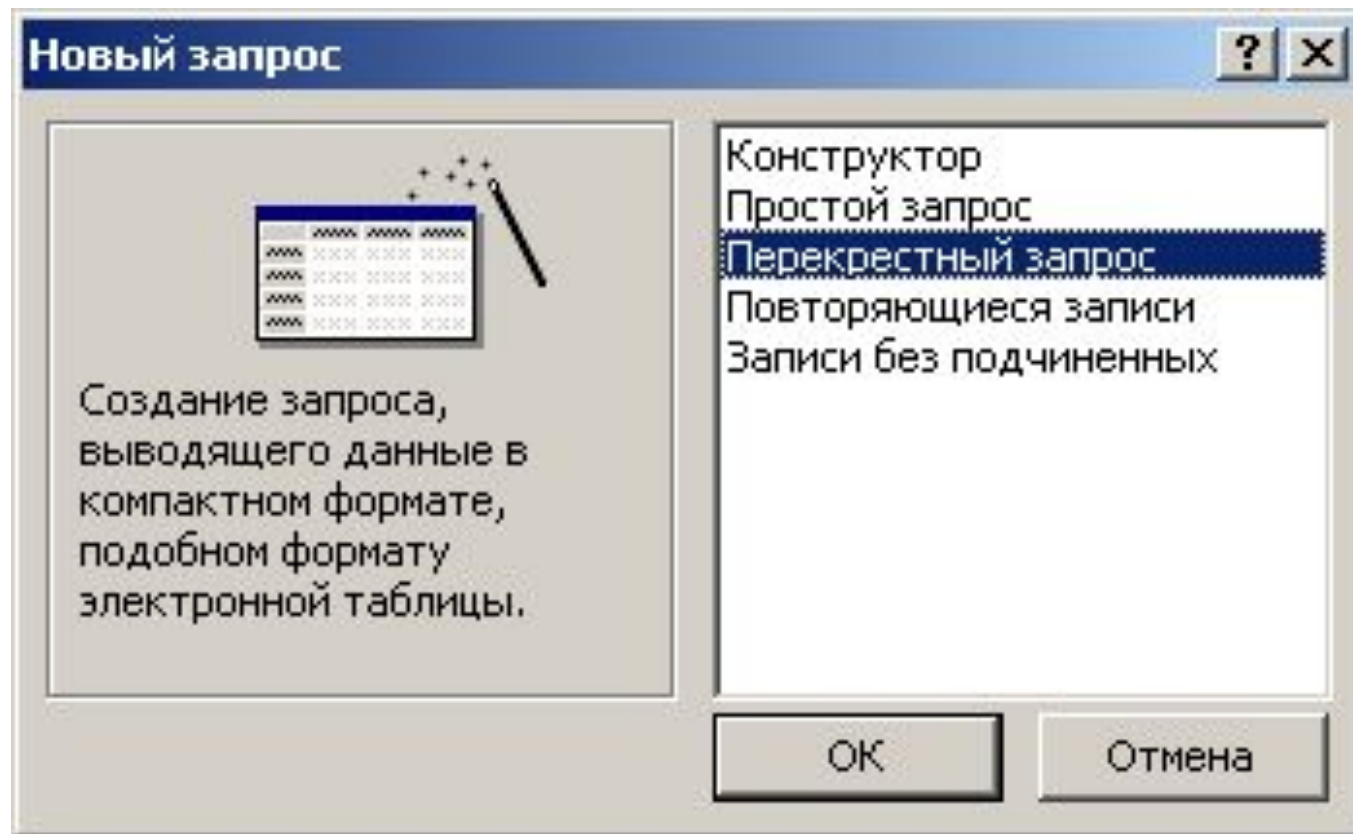 Новый запрос
Создание запроса,
выводящего данные в
компактном формате,
подобном формату
электронной таблицы.
Конструктор
Простой запрос
Перекрестный запрос
Повторяющиеся записи
Записи без подчиненных
ОК
Отмена